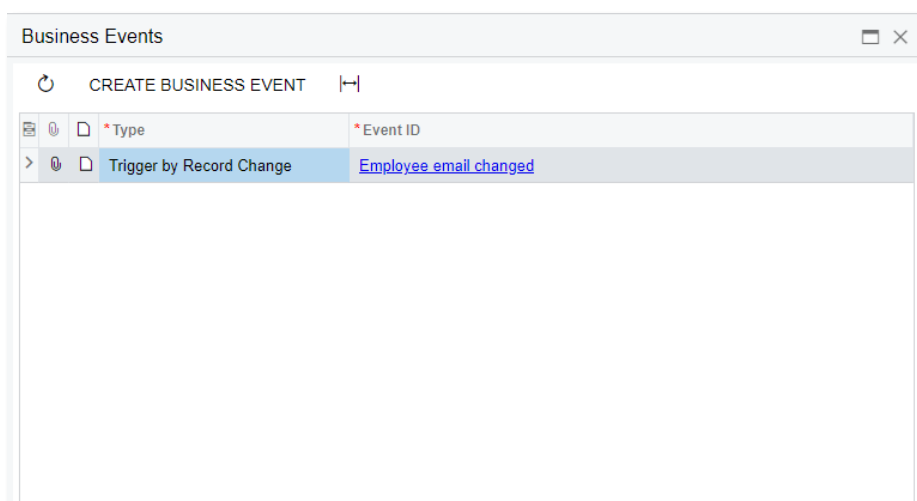 Business Events
CREATE BUSINESS EVENT
* Type * Event ID
Trigger by Record Change Employee email changed